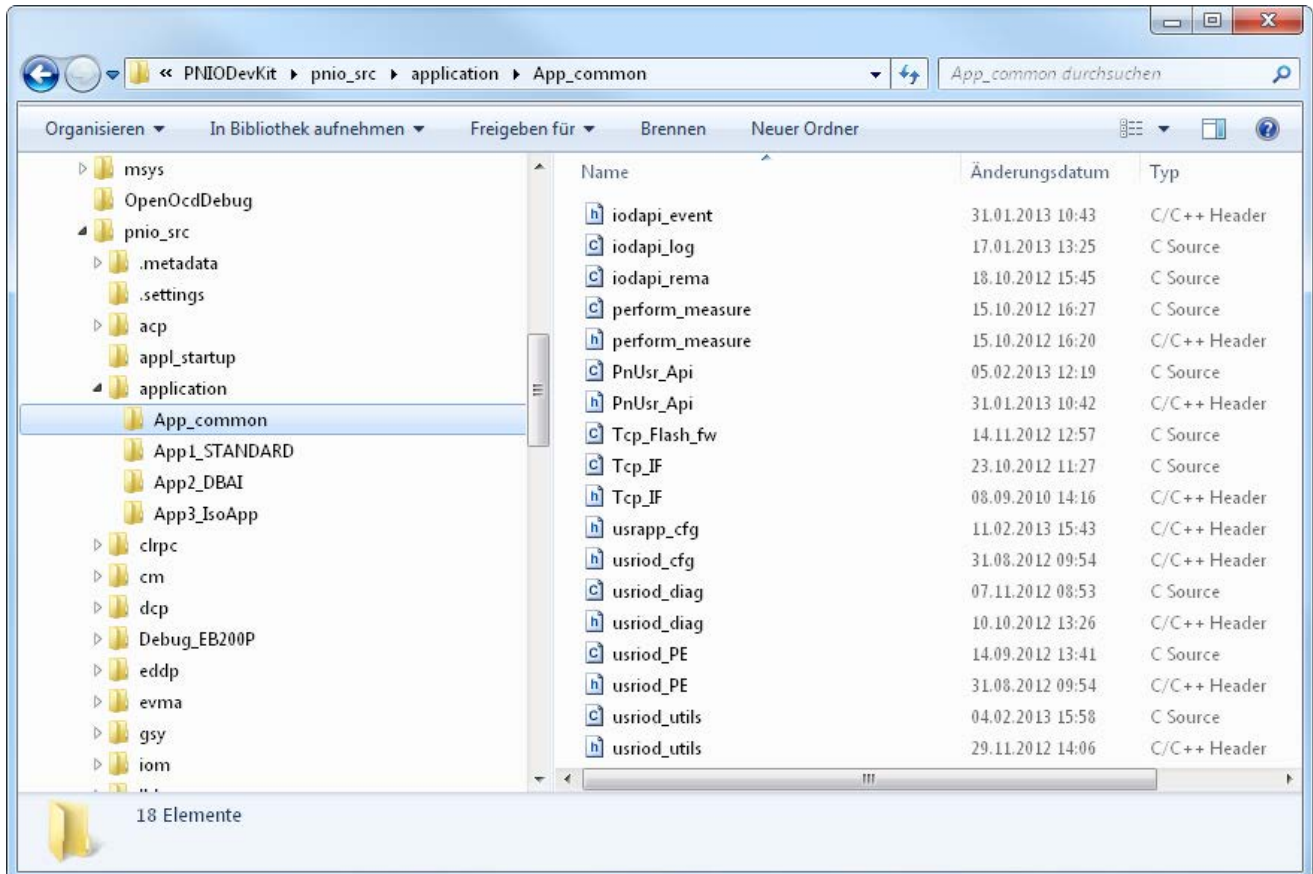 « PNIODevKit ▸ pnio_src ▸ application ▸ App_common
App_common durchsuchen
Organisieren In Bibliothek aufnehmen Freigeben für Brennen Neuer Ordner
msys
OpenOcdDebug
pnio_src
.metadata
.settings
acp
appl_startup
application
App_common
App1_STANDARD
App2_DBAI
App3_IsoApp
clrpc
cm
dcp
Debug_EB200P
eddp
evma
gsy
iom
Name Änderungsdatum Typ
iodapi_event 31.01.2013 10:43 C/C++ Header
iodapi_log 17.01.2013 13:25 C Source
iodapi_rema 18.10.2012 15:45 C Source
perform_measure 15.10.2012 16:27 C Source
perform_measure 15.10.2012 16:20 C/C++ Header
PnUsr_Api 05.02.2013 12:19 C Source
PnUsr_Api 31.01.2013 10:42 C/C++ Header
Tcp_Flash_fw 14.11.2012 12:57 C Source
Tcp_IF 23.10.2012 11:27 C Source
Tcp_IF 08.09.2010 14:16 C/C++ Header
usrapp_cfg 11.02.2013 15:43 C/C++ Header
usriod_cfg 31.08.2012 09:54 C/C++ Header
usriod_diag 07.11.2012 08:53 C Source
usriod_diag 10.10.2012 13:26 C/C++ Header
usriod_PE 14.09.2012 13:41 C Source
usriod_PE 31.08.2012 09:54 C/C++ Header
usriod_utils 04.02.2013 15:58 C Source
usriod_utils 29.11.2012 14:06 C/C++ Header
18 Elemente